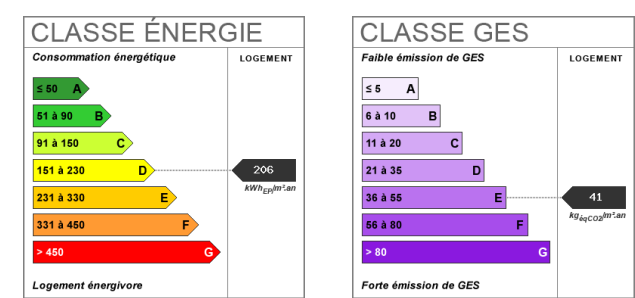 CLASSE ÉNERGIE
Consommation énergétique
LOGEMENT
≤ 50 A
51 à 90 B
91 à 150 C
151 à 230 D
206
kWhEP/m².an
231 à 330 E
331 à 450 F
> 450 G
Logement énergivore
CLASSE GES
Faible émission de GES
LOGEMENT
≤ 5 A
6 à 10 B
11 à 20 C
21 à 35 D
36 à 55 E
41
kgéqCO2/m².an
56 à 80 F
> 80 G
Forte émission de GES